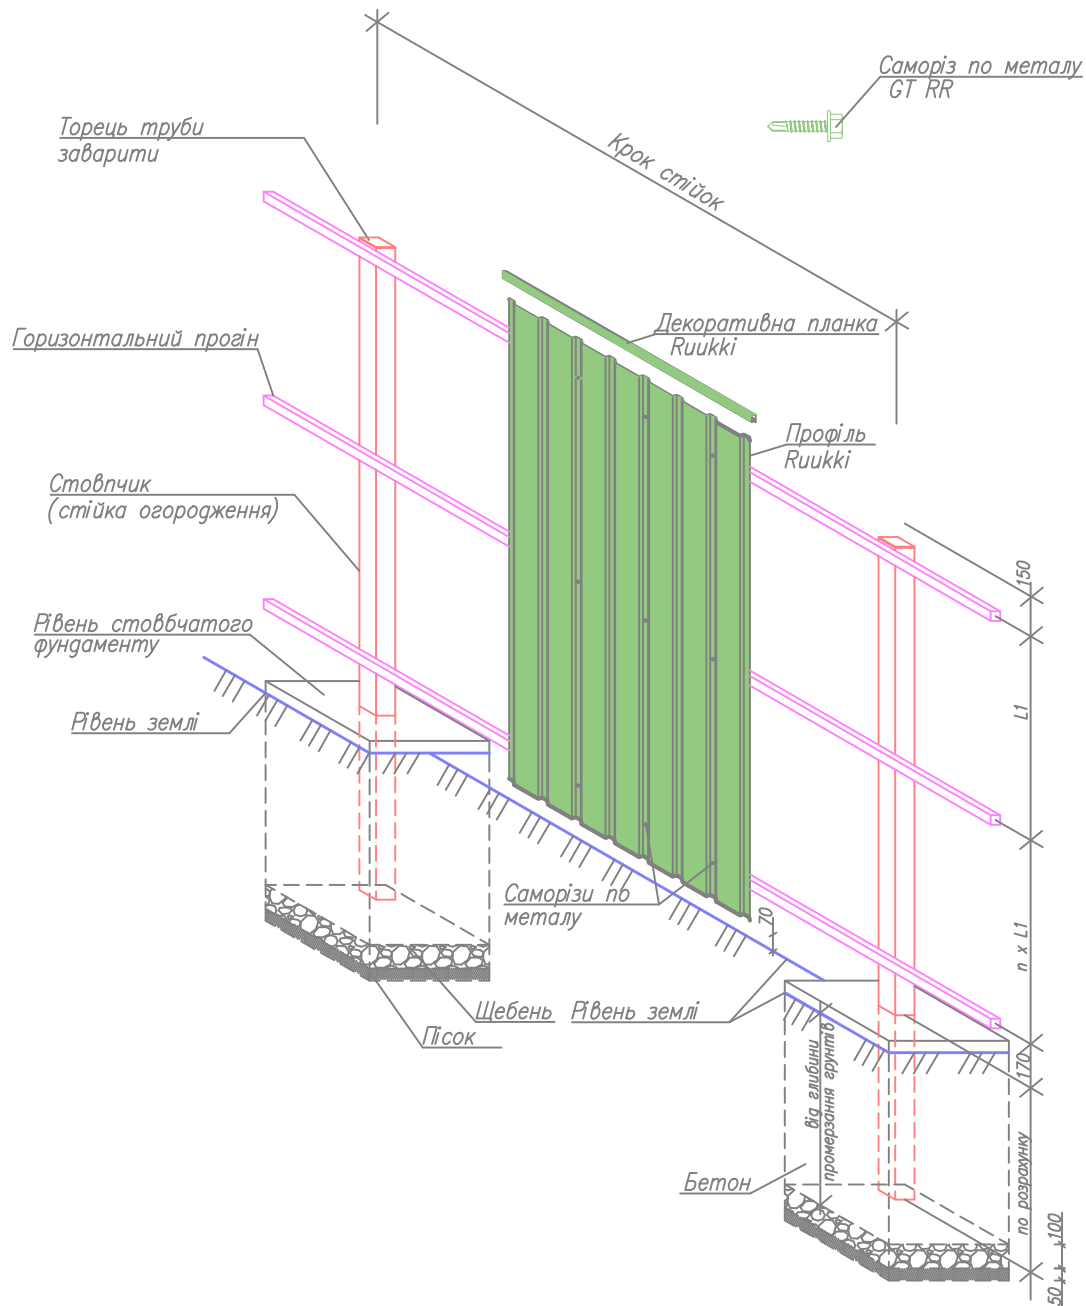 Саморіз по металу
GT RR
Торець труби
заварити
Крок стійок
Декоративна планка
Ruukki
Горизонтальний прогін
Профіль
Ruukki
Стовпчик
(стійка огородження)
150
Рівень стовбчатого
фундаменту
L1
Рівень землі
Саморізи по
металу
70
n x L1
Щебень
Рівень землі
Пісок
170
від глибини
промерзання грунтів
Бетон
по розрахунку
100
50